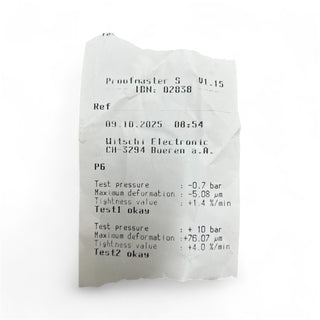 Proofmaster S V1.15
IDN: 02838
Ref
09.10.2025 08:54
Witschi Electronic
CH-3294 Bueren a.A.
P6
Test pressure : -0.7 bar
Maximum deformation : -5.08 µm
Tightness value : +1.4 %/min
Test1 okay
Test pressure : + 10 bar
Maximum deformation :+76.07 µm
Tightness value : +4.0 %/min
Test2 okay